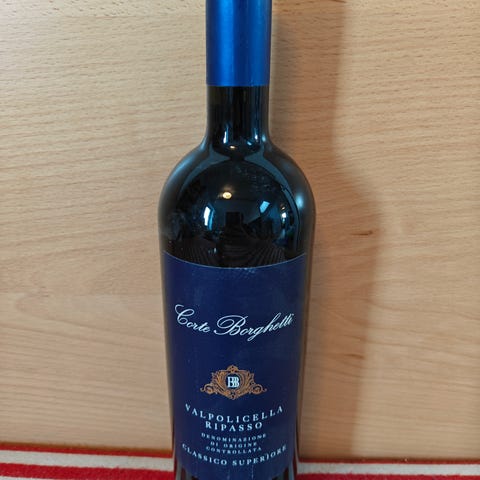 Corte Borghetti
BB
VALPOLICELLA
RIPASSO
DENOMINAZIONE
DI ORIGINE
CONTROLLATA
CLASSICO SUPERIORE